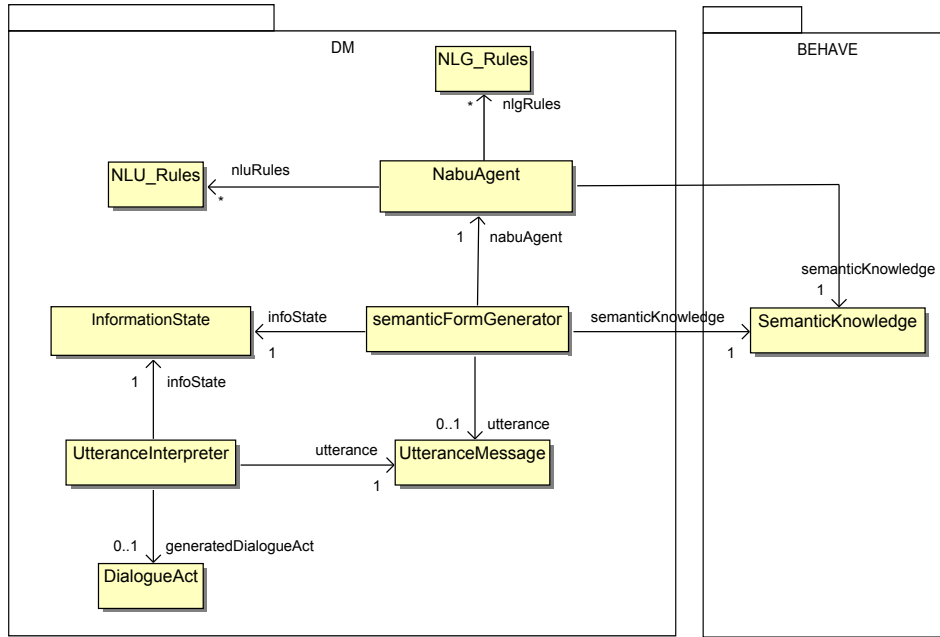 DM
BEHAVE
NLG_Rules
* nlgRules
NLU_Rules
nluRules
*
NabuAgent
1 nabuAgent
semanticKnowledge
1
InformationState
infoState
1
semanticFormGenerator
semanticKnowledge
1
SemanticKnowledge
1 infoState
0..1 utterance
UtteranceInterpreter
utterance
1
UtteranceMessage
0..1 generatedDialogueAct
DialogueAct